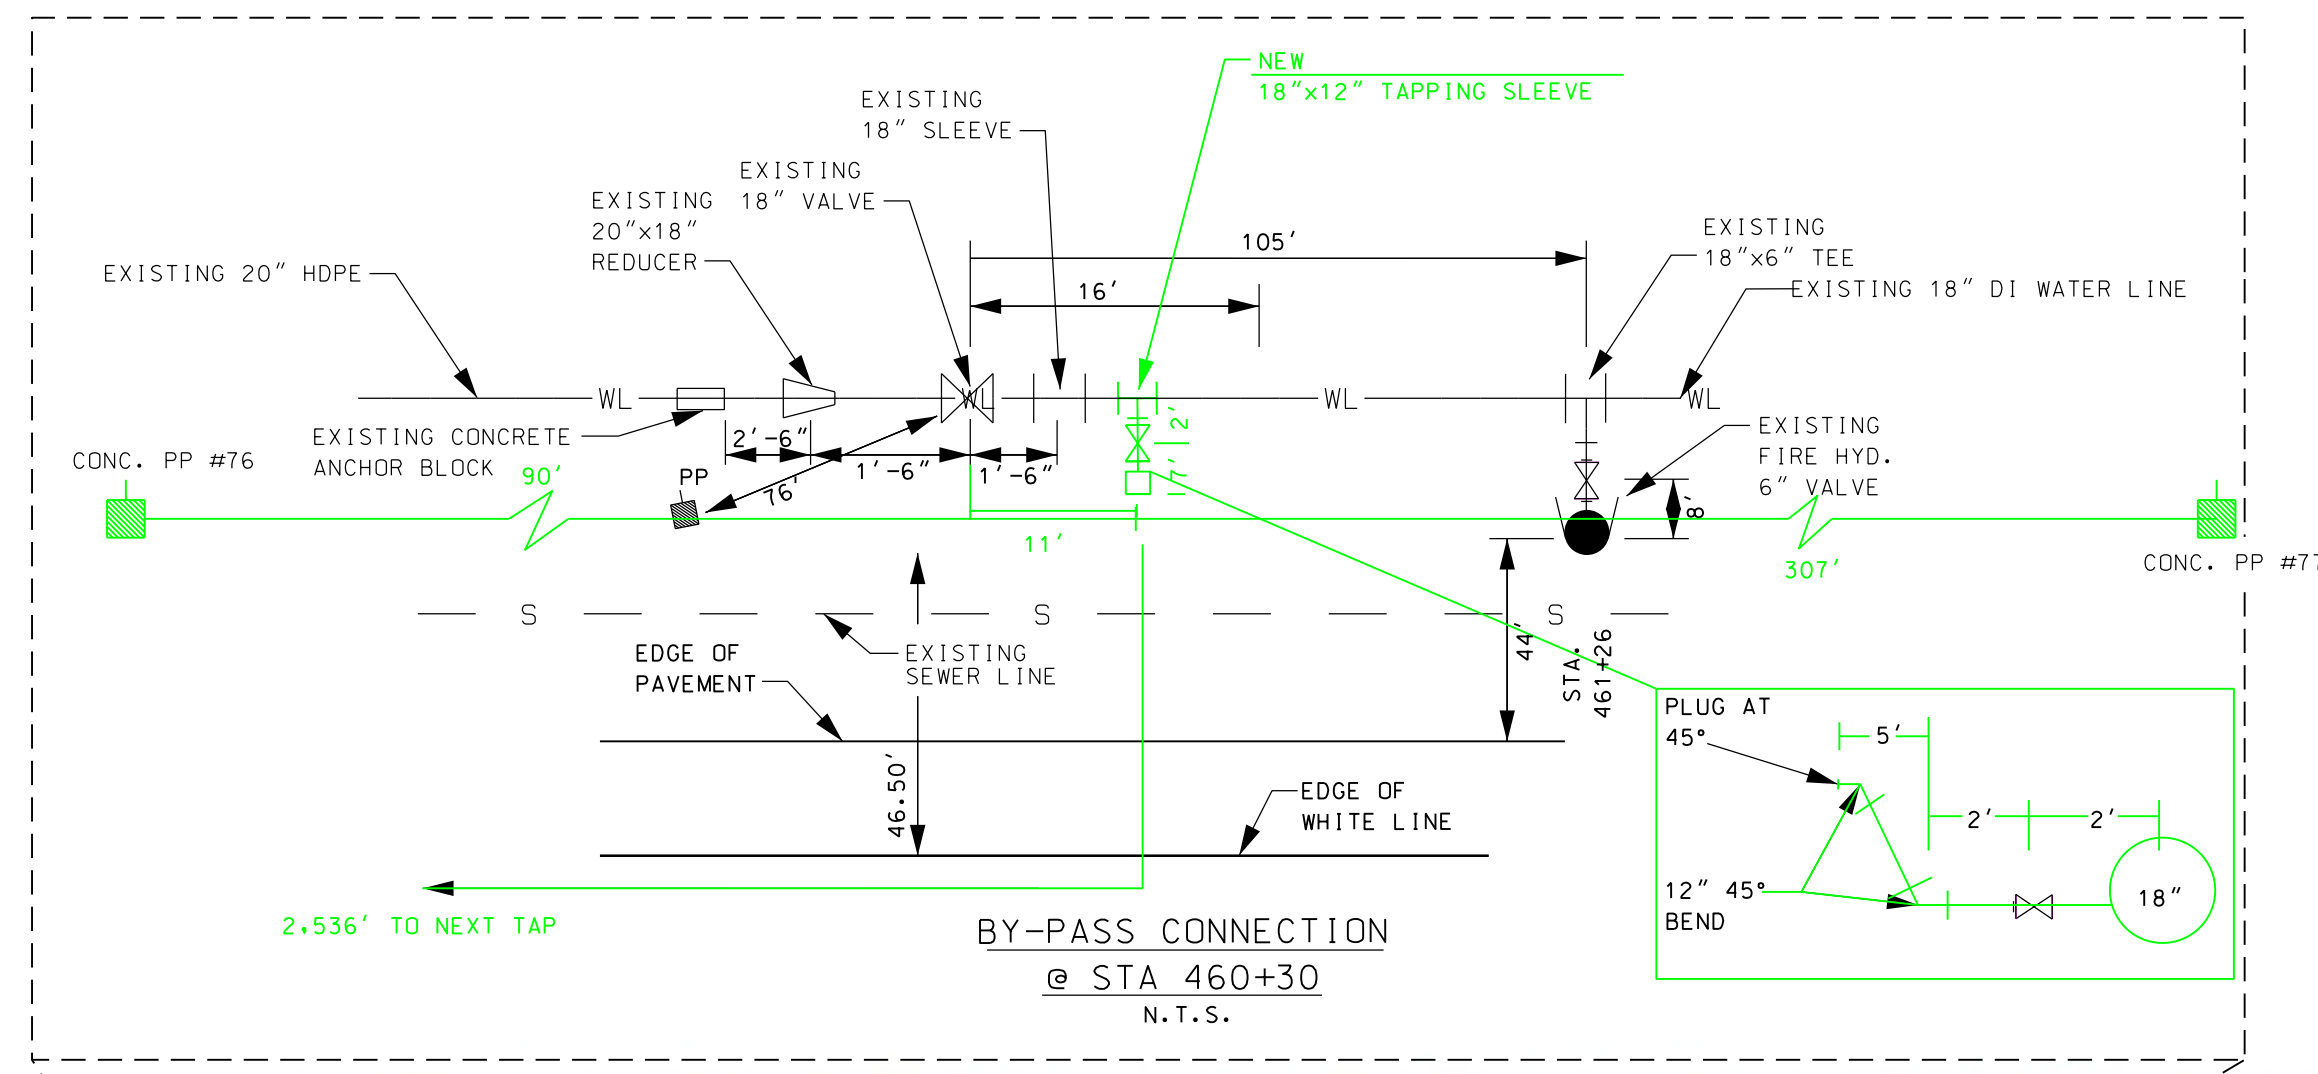 NEW
18"x12" TAPPING SLEEVE
EXISTING
18" SLEEVE
EXISTING
18" VALVE
EXISTING
20"x18"
REDUCER
EXISTING 20" HDPE
105'
16'
EXISTING
18"x6" TEE
EXISTING 18" DI WATER LINE
WL
WL
WL
WL
EXISTING CONCRETE
ANCHOR BLOCK
2'-6"
1'-6"
1'-6"
2'
17'
EXISTING
FIRE HYD.
6" VALVE
8'
CONC. PP #76
90'
PP
76'
11'
307'
CONC. PP #77
S
S
S
EXISTING
SEWER LINE
EDGE OF
PAVEMENT
44'
STA.
461+26
46.50'
EDGE OF
WHITE LINE
PLUG AT
45°
5'
2'
2'
12" 45°
BEND
18"
2.536' TO NEXT TAP
BY-PASS CONNECTION
@ STA 460+30
N.T.S.